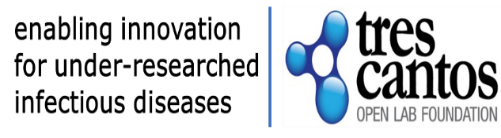 enabling innovation
for under-researched
infectious diseases
tres
cantos
OPEN LAB FOUNDATION